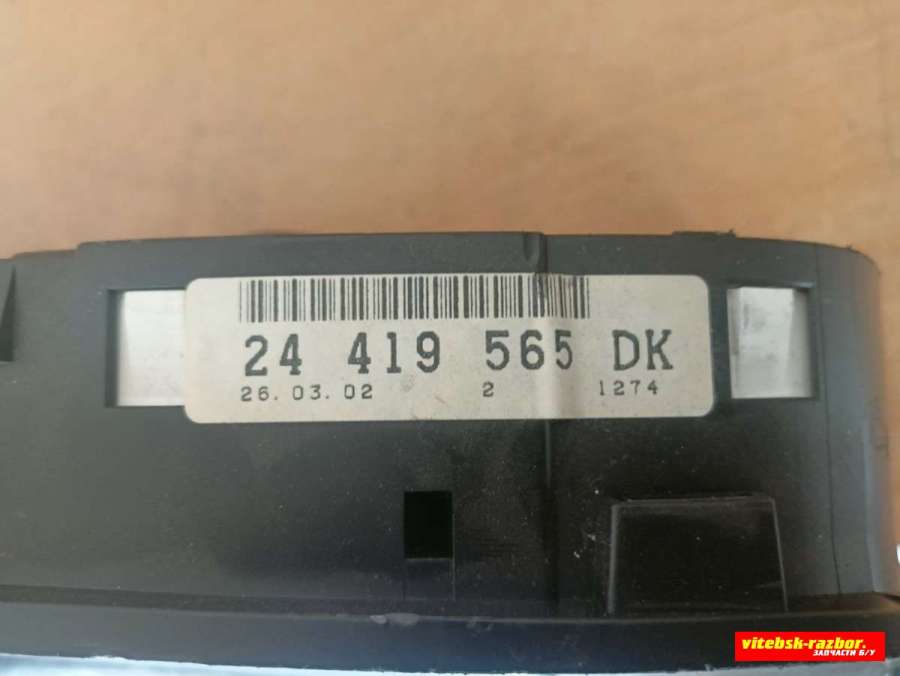 24 419 565 DK
26.03.02 2 1274
vitebsk-razbor.
ЗАПЧАСТИ Б/У